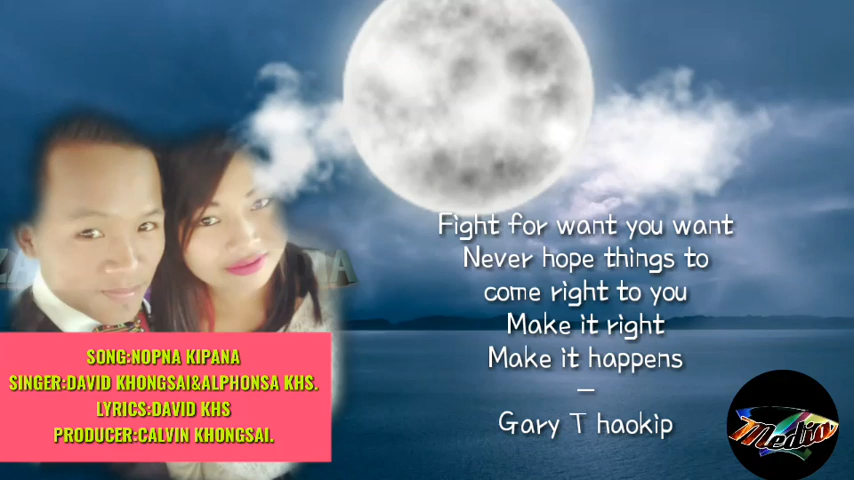 Fight for want you want
Never hope things to
come right to you
Make it right
Make it happens
—
Gary T haokip
SONG:NOPNA KIPANA
SINGER:DAVID KHONGSAI&ALPHONSA KHS.
LYRICS:DAVID KHS
PRODUCER:CALVIN KHONGSAI.
Media